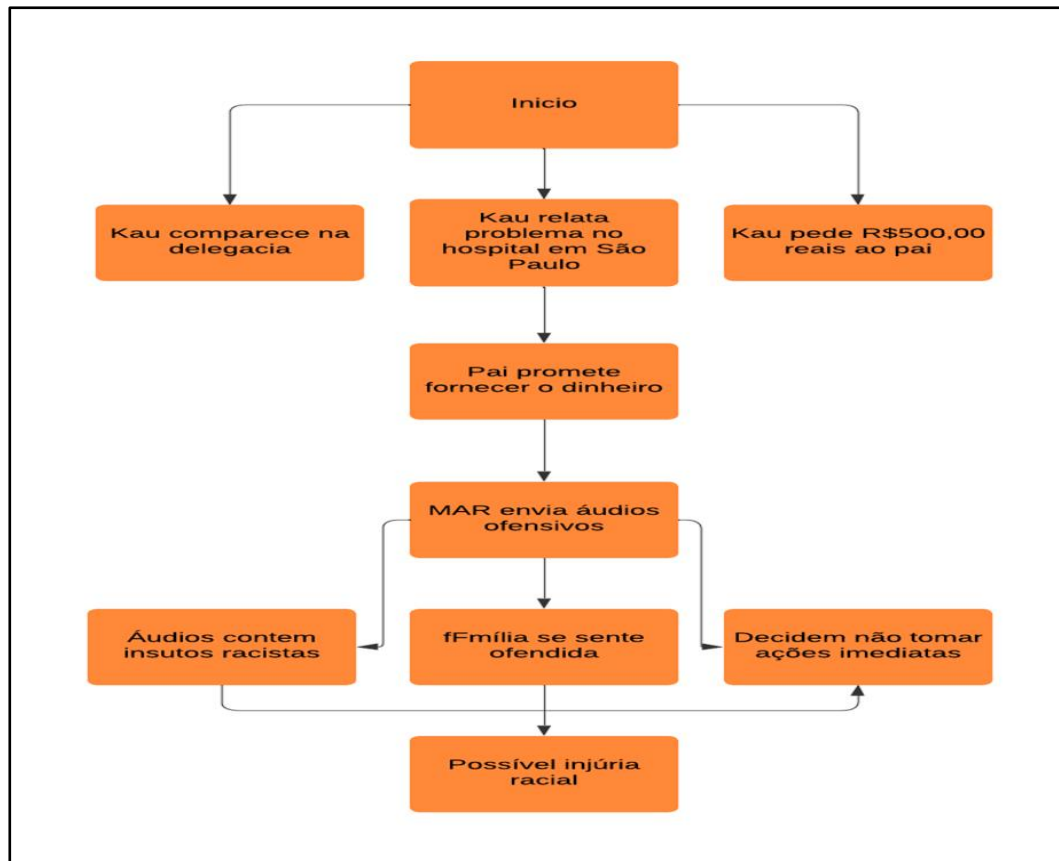 Inicio
Kau comparece na
delegacia
Kau relata
problema no
hospital em São
Paulo
Kau pede R$500,00
reais ao pai
Pai promete
fornecer o dinheiro
MAR envia áudios
ofensivos
Áudios contem
insutos racistas
fFmília se sente
ofendida
Decidem não tomar
ações imediatas
Possível injúria
racial